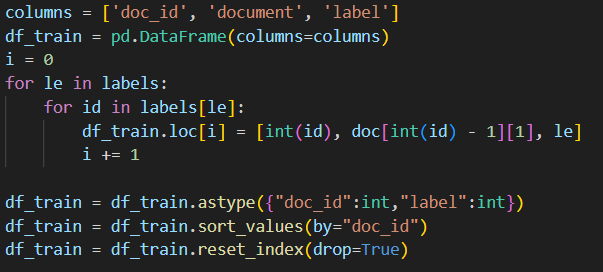 columns = ['doc_id', 'document', 'label']
df_train = pd.DataFrame(columns=columns)
i = 0
for le in labels:
    for id in labels[le]:
        df_train.loc[i] = [int(id), doc[int(id) - 1][1], le]
        i += 1

df_train = df_train.astype({"doc_id":int,"label":int})
df_train = df_train.sort_values(by="doc_id")
df_train = df_train.reset_index(drop=True)